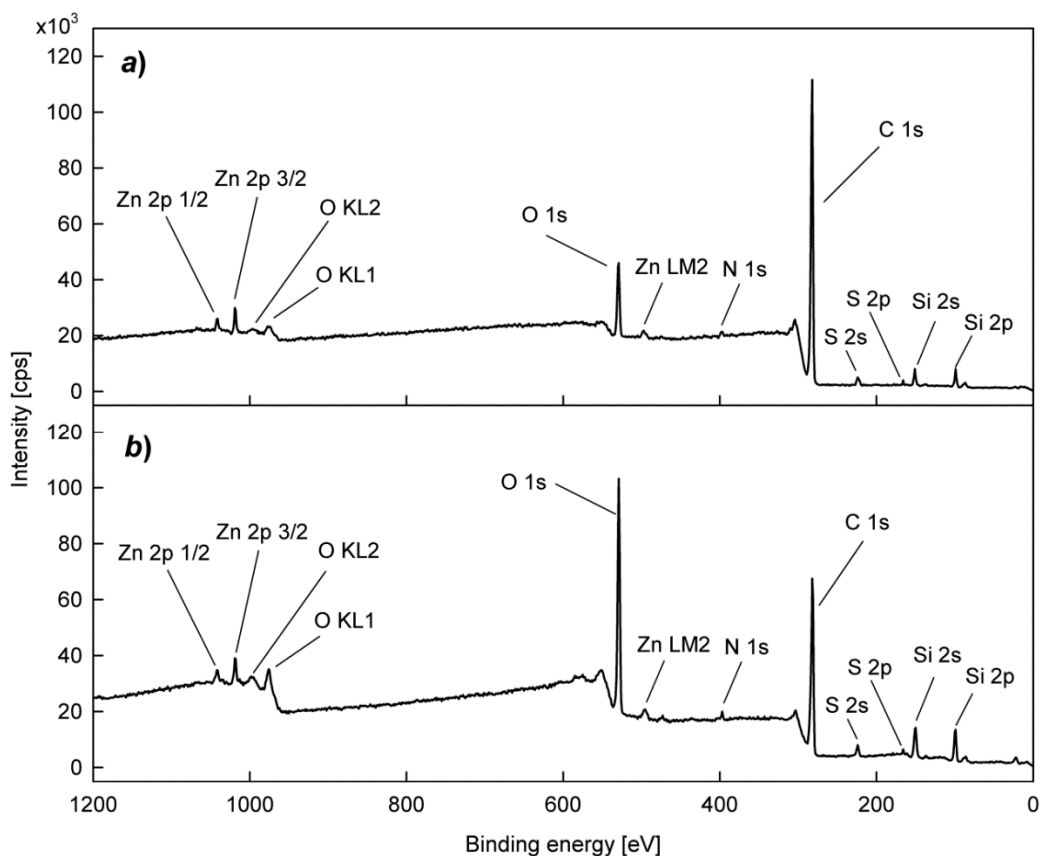 x10³
120
100
80
60
40
20
0
a)
Zn 2p 1/2
Zn 2p 3/2
O KL2
O KL1
O 1s
Zn LM2
N 1s
C 1s
S 2s
S 2p
Si 2s
Si 2p
Intensity [cps]
120
100
80
60
40
20
0
b)
Zn 2p 1/2
Zn 2p 3/2
O KL2
O KL1
O 1s
Zn LM2
N 1s
C 1s
S 2s
S 2p
Si 2s
Si 2p
1200 1000 800 600 400 200 0
Binding energy [eV]